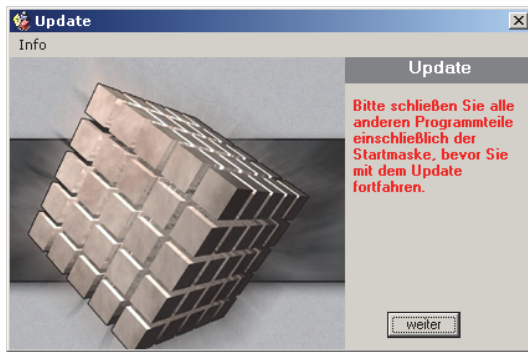 Update
Info
Update
Bitte schließen Sie alle
anderen Programmteile
einschließlich der
Startmaske, bevor Sie
mit dem Update
fortfahren.
weiter